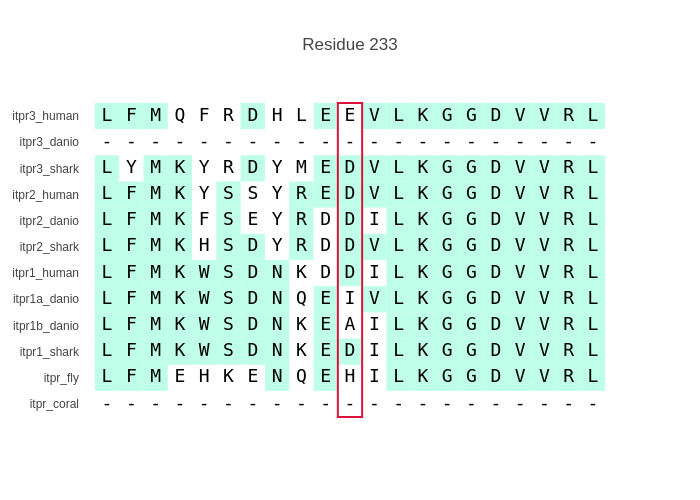 Residue 233
itpr3_human L F M Q F R D H L E E V L K G G D V V R L
itpr3_danio - - - - - - - - - - - - - - - - - - - - -
itpr3_shark L Y M K Y R D Y M E D V L K G G D V V R L
itpr2_human L F M K Y S S Y R E D V L K G G D V V R L
itpr2_danio L F M K F S E Y R D D I L K G G D V V R L
itpr2_shark L F M K H S D Y R D D V L K G G D V V R L
itpr1_human L F M K W S D N K D D I L K G G D V V R L
itpr1a_danio L F M K W S D N Q E I V L K G G D V V R L
itpr1b_danio L F M K W S D N K E A I L K G G D V V R L
itpr1_shark L F M K W S D N K E D I L K G G D V V R L
itpr_fly L F M E H K E N Q E H I L K G G D V V R L
itpr_coral - - - - - - - - - - - - - - - - - - - - -